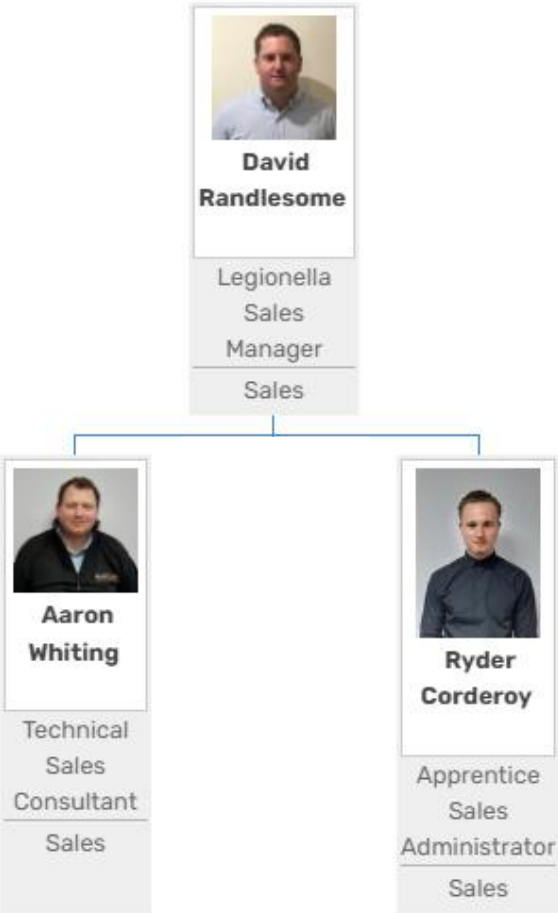 David
Randlesome
Legionella
Sales
Manager
Sales
Aaron
Whiting
Technical
Sales
Consultant
Sales
Ryder
Corderoy
Apprentice
Sales
Administrator
Sales